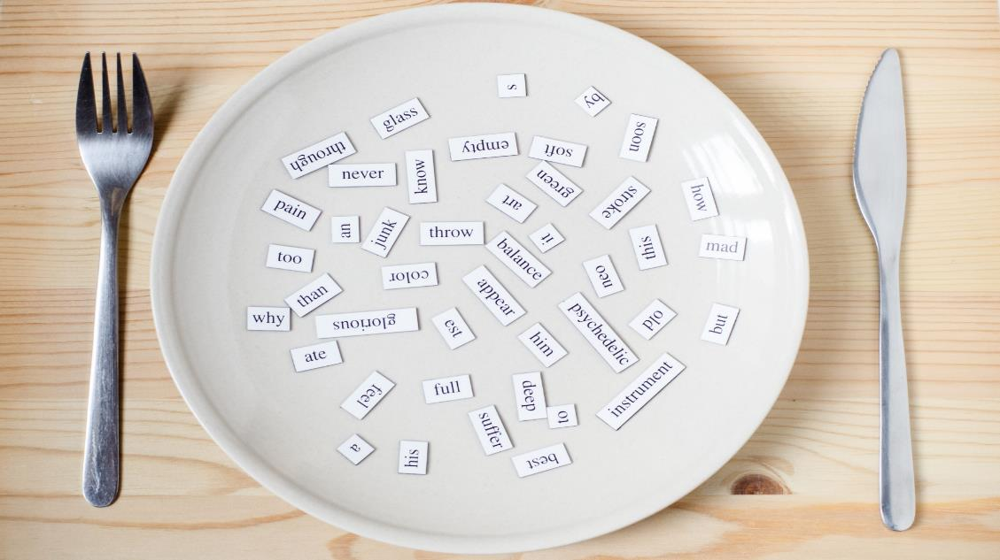 s
by
glass
soon
through
empty
soft
never
know
green
art
stroke
how
pain
an
junk
throw
it
this
mad
too
balance
color
neo
than
appear
why
glorious
est
psychedelic
old
but
him
ate
feel
full
deep
instrument
to
suffer
a
his
best